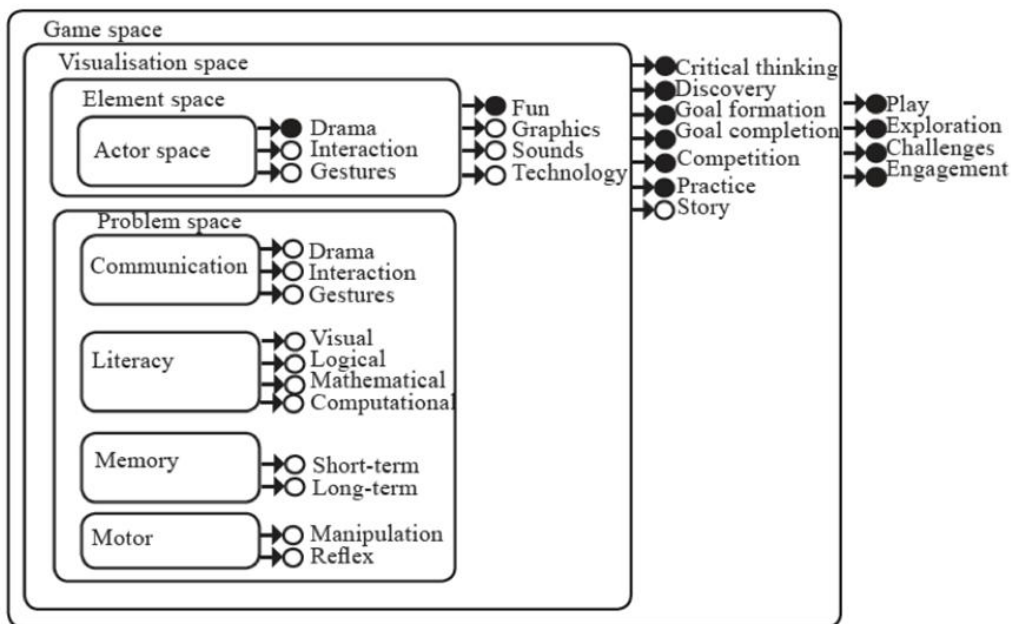 Game space
Visualisation space
Element space
Actor space
Drama
Interaction
Gestures
Fun
Graphics
Sounds
Technology
Problem space
Communication
Drama
Interaction
Gestures
Literacy
Visual
Logical
Mathematical
Computational
Memory
Short-term
Long-term
Motor
Manipulation
Reflex
Critical thinking
Discovery
Goal formation
Goal completion
Competition
Practice
Story
Play
Exploration
Challenges
Engagement